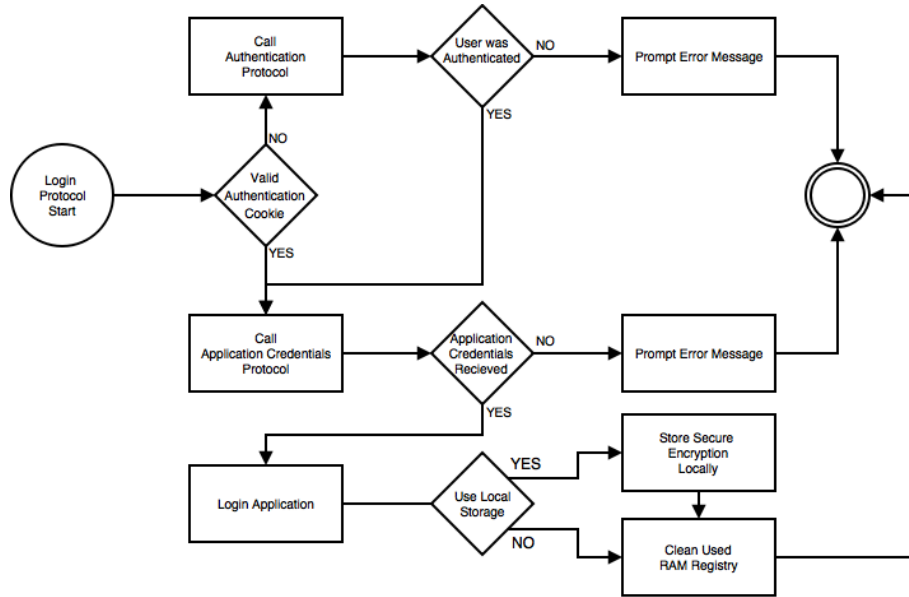 Call
Authentication
Protocol
User was
Authenticated
NO
Prompt Error Message
YES
NO
Login
Protocol
Start
Valid
Authentication
Cookie
YES
Call
Application Credentials
Protocol
Application
Credentials
Recieved
NO
Prompt Error Message
YES
Login Application
Use Local
Storage
YES
Store Secure
Encryption
Locally
NO
Clean Used
RAM Registry